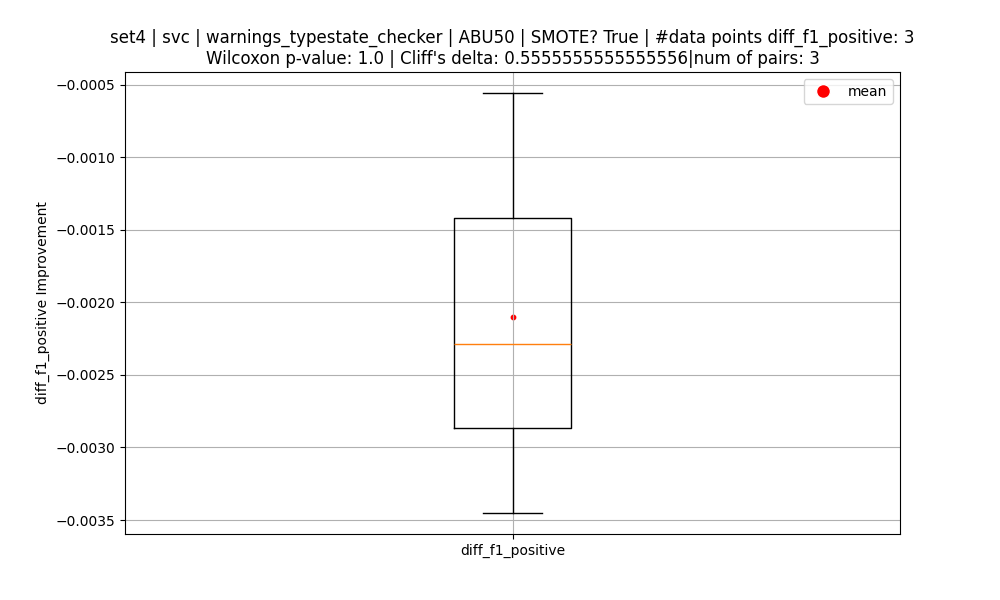 set4 | svc | warnings_typestate_checker | ABU50 | SMOTE? True | #data points diff_f1_positive: 3
Wilcoxon p-value: 1.0 | Cliff's delta: 0.5555555555555556|num of pairs: 3
mean
−0.0005
−0.0010
−0.0015
−0.0020
−0.0025
−0.0030
−0.0035
diff_f1_positive Improvement
diff_f1_positive